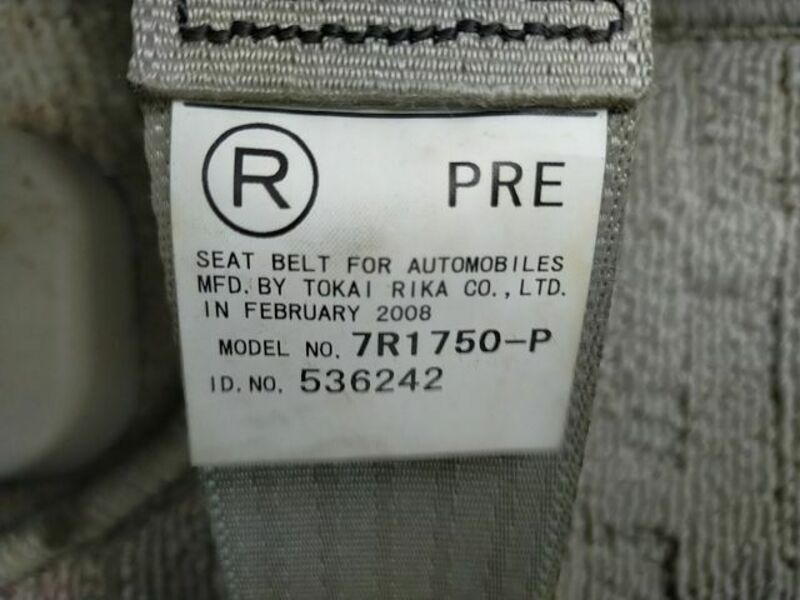 R PRE
SEAT BELT FOR AUTOMOBILES
MFD. BY TOKAI RIKA CO., LTD.
IN FEBRUARY 2008
MODEL NO. 7R1750-P
ID. NO. 536242